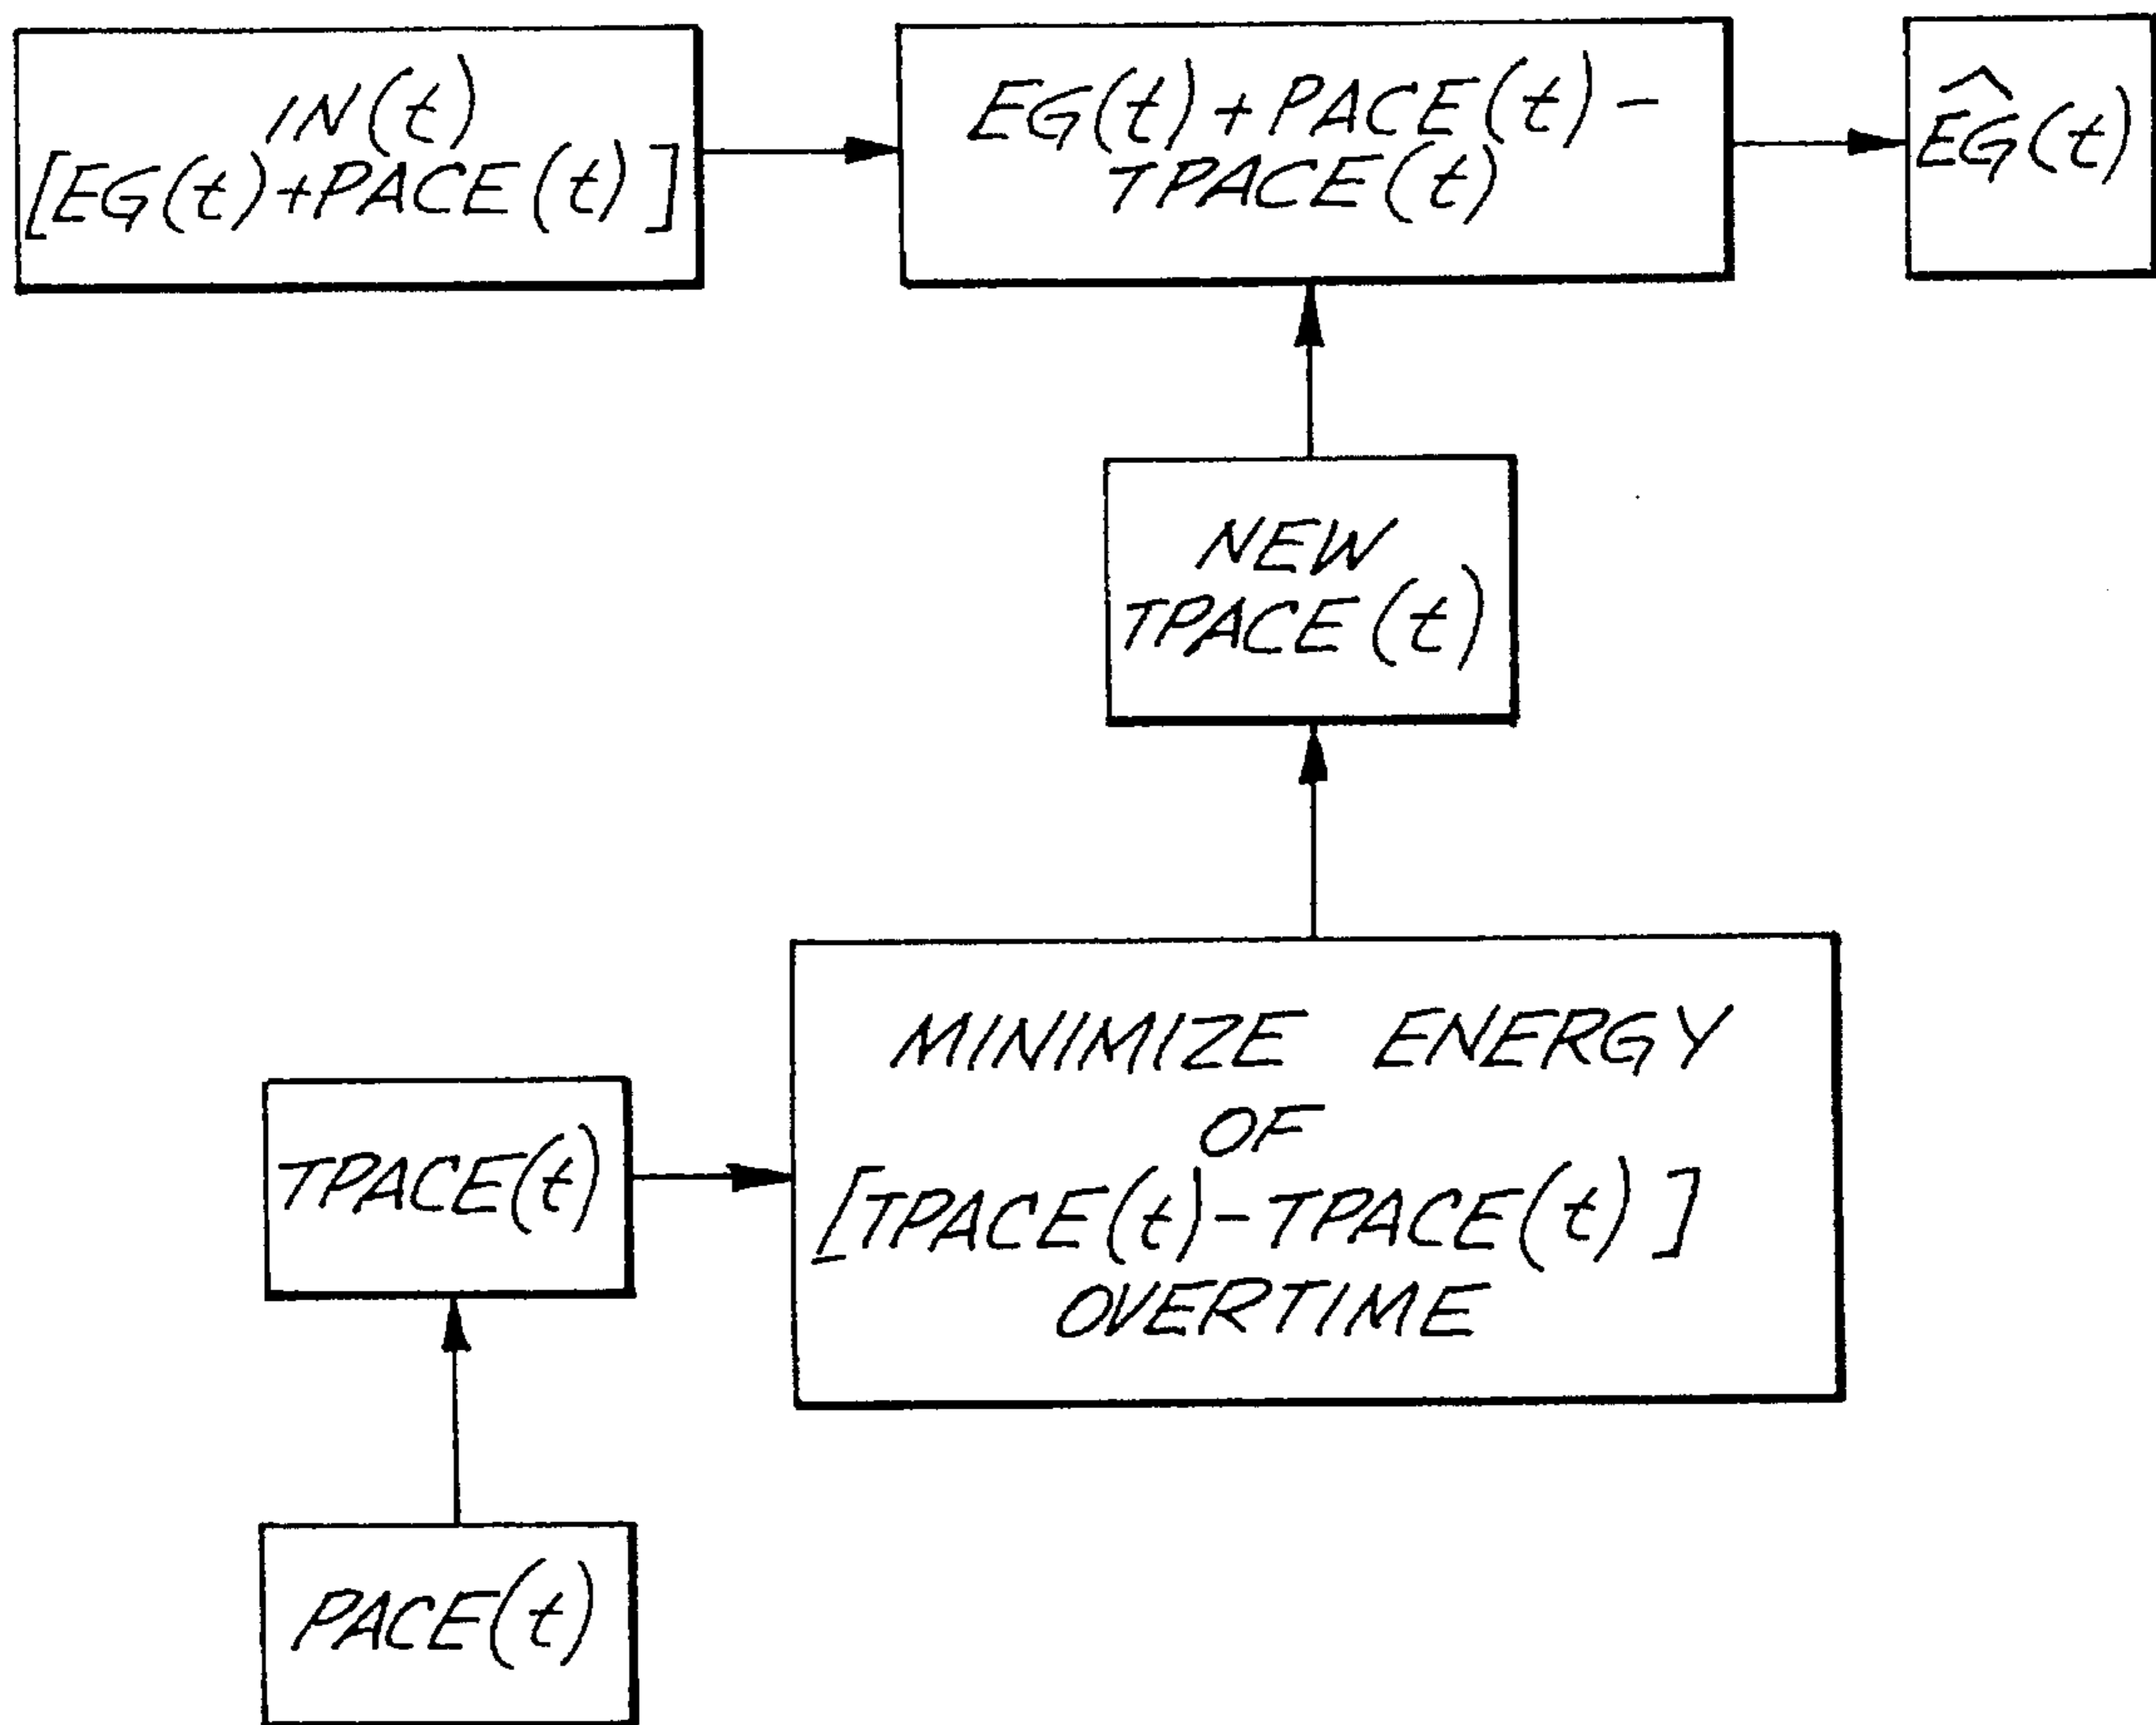 IN(t)
[EG(t)+PACE(t)]
EG(t)+PACE(t)-
TPACE(t)
ÊG(t)
NEW
TPACE(t)
MINIMIZE ENERGY
OF
[TPACE(t)-TPACE(t)]
OVERTIME
TPACE(t)
PACE(t)